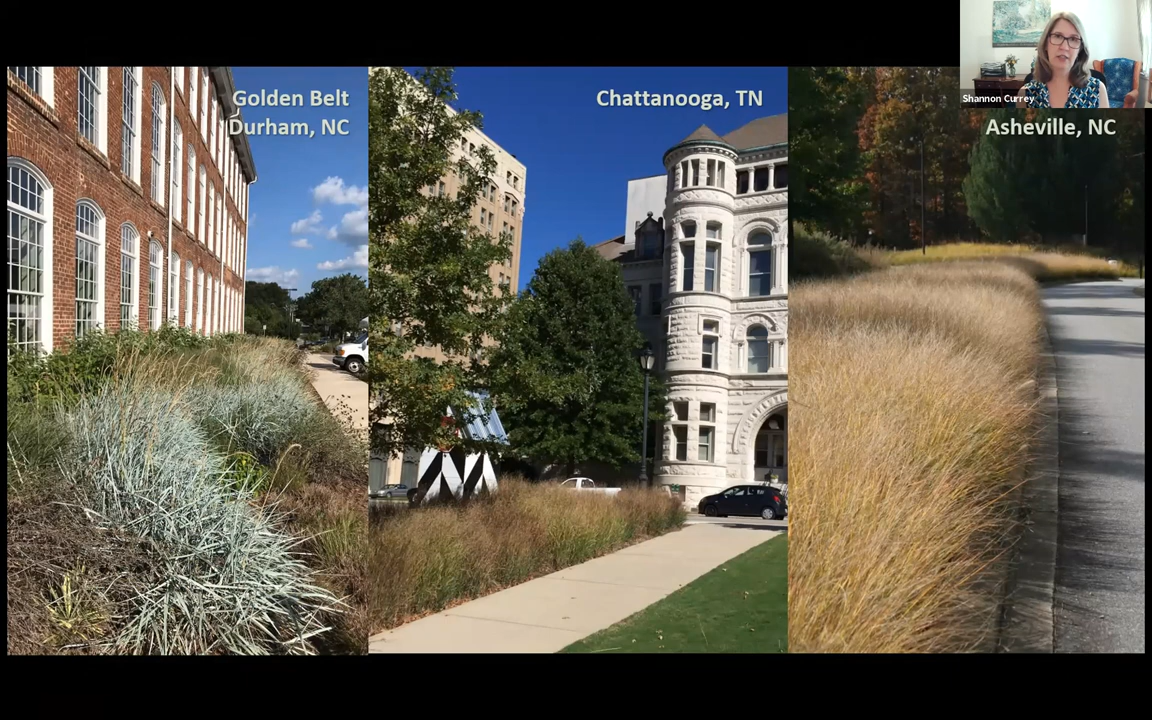 Golden Belt
Durham, NC
Chattanooga, TN
Asheville, NC
Shannon Currey